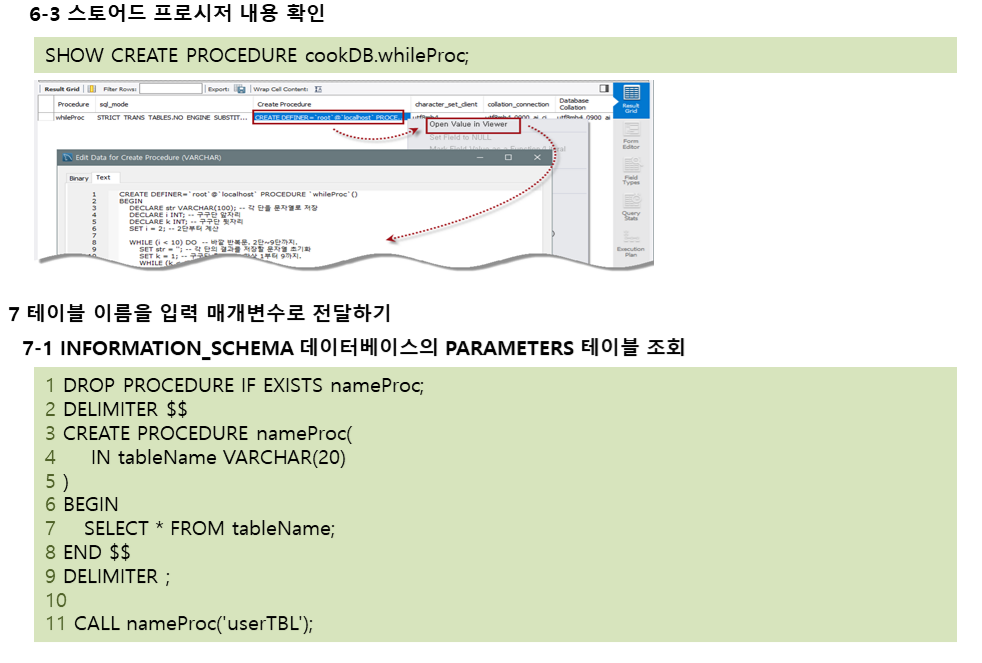 6-3 스토어드 프로시저 내용 확인
SHOW CREATE PROCEDURE cookDB.whileProc;
Result Grid Filter Rows: Export: Wrap Cell Content:
Procedure sql_mode Create Procedure character_set_client collation_connection Database Collation
whileProc STRICT_TRANS_TABLES,NO_ENGINE_SUBSTIT... CREATE DEFINER=`root`@`localhost` PROCE...
Open Value in Viewer
Set Field to NULL
Result Grid
Form Editor
Field Types
Query Stats
Execution Plan
Edit Data for Create Procedure (VARCHAR)
Binary Text
1 CREATE DEFINER=`root`@`localhost` PROCEDURE `whileProc`()
2 BEGIN
3 DECLARE str VARCHAR(100); -- 각 단을 문자열로 저장
4 DECLARE i INT; -- 구구단 앞자리
5 DECLARE k INT; -- 구구단 뒷자리
6 SET i = 2; -- 2단부터 계산
7
8 WHILE (i < 10) DO -- 바깥 반복문. 2단~9단까지.
9 SET str = ''; -- 각 단의 결과를 저장할 문자열 초기화
10 SET k = 1; -- 구구단 1부터 9까지.
WHILE (k
7 테이블 이름을 입력 매개변수로 전달하기
7-1 INFORMATION_SCHEMA 데이터베이스의 PARAMETERS 테이블 조회
1 DROP PROCEDURE IF EXISTS nameProc;
2 DELIMITER $$
3 CREATE PROCEDURE nameProc(
4 IN tableName VARCHAR(20)
5 )
6 BEGIN
7 SELECT * FROM tableName;
8 END $$
9 DELIMITER ;
10
11 CALL nameProc('userTBL');